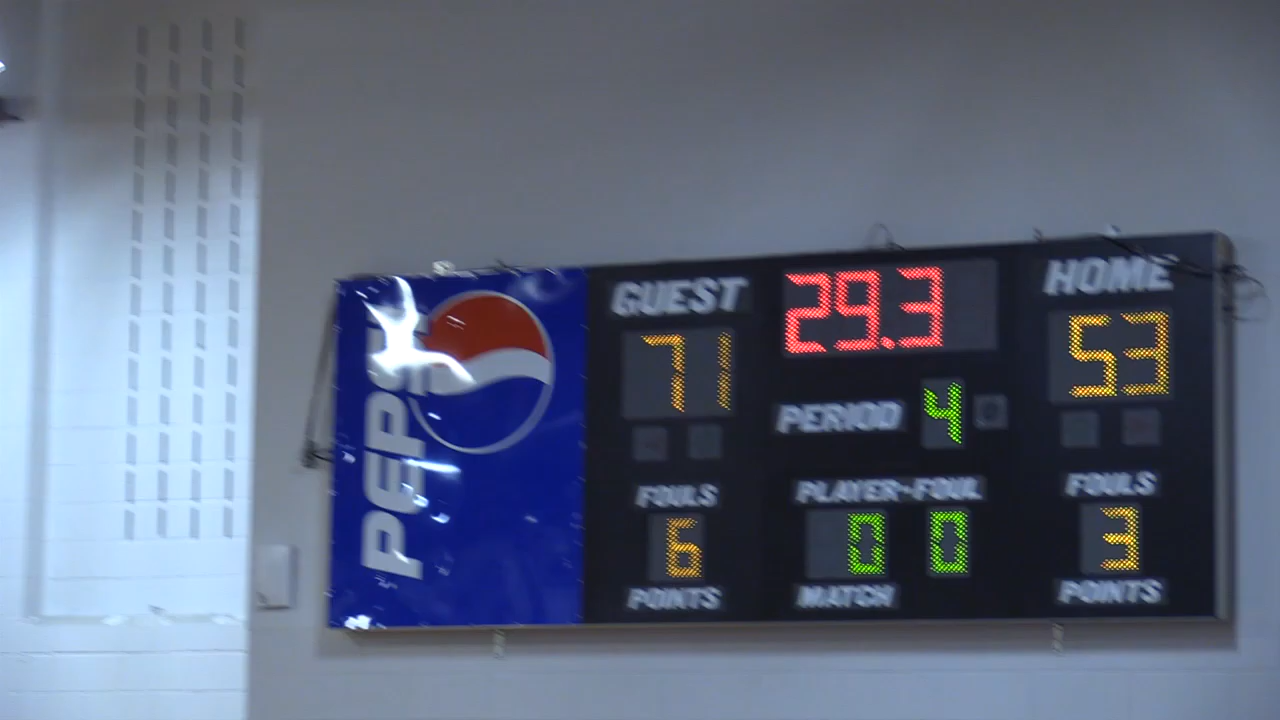 PEPSI
GUEST 29.3 HOME
71 53
PERIOD 4
FOULS PLAYER-FOUL FOULS
6 0 0 3
POINTS MATCH POINTS